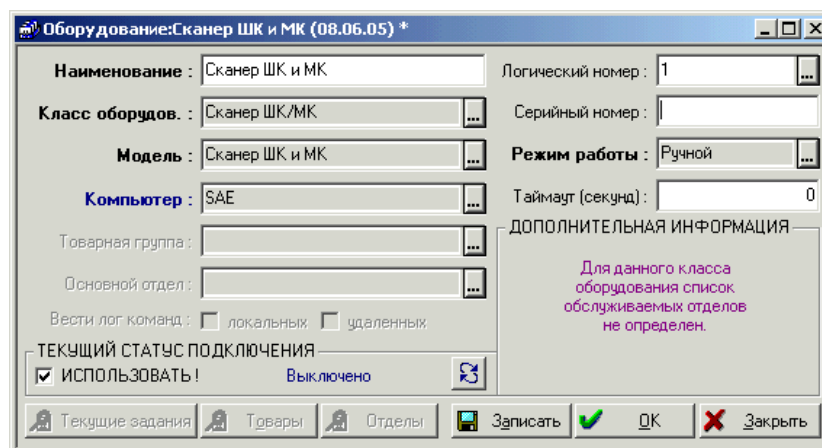 Оборудование:Сканер ШК и МК (08.06.05) *
Наименование : Сканер ШК и МК
Логический номер : 1 ...
Класс оборудов. : Сканер ШК/МК ...
Серийный номер :
Модель : Сканер ШК и МК ...
Режим работы : Ручной ...
Компьютер : SAE ...
Таймаут (секунд) : 0
Товарная группа : ...
Основной отдел : ...
Вести лог команд : локальных удаленных
ДОПОЛНИТЕЛЬНАЯ ИНФОРМАЦИЯ
Для данного класса
оборудования список
обслуживаемых отделов
не определен.
ТЕКУЩИЙ СТАТУС ПОДКЛЮЧЕНИЯ
ИСПОЛЬЗОВАТЬ ! Выключено
Текущие задания Товары Отделы Записать OK Закрыть